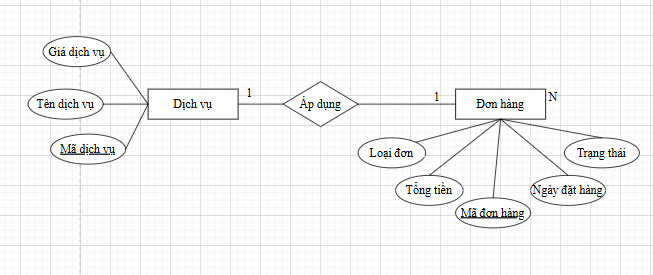 Giá dịch vụ
Tên dịch vụ
Mã dịch vụ
Dịch vụ
1
Áp dụng
1
Đơn hàng
N
Loại đơn
Tổng tiền
Mã đơn hàng
Ngày đặt hàng
Trạng thái